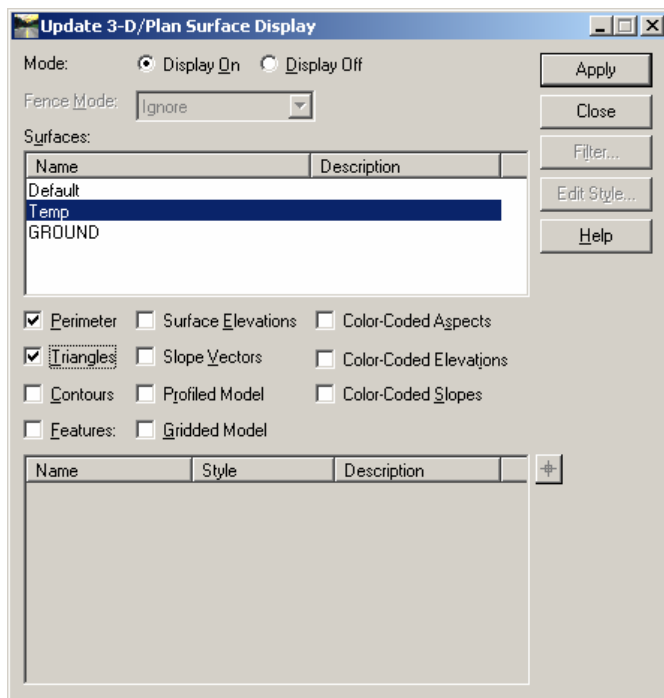 Update 3-D/Plan Surface Display
Mode: Display On Display Off
Apply
Fence Mode: Ignore
Close
Surfaces:
Filter...
Name Description
Edit Style...
Default
Temp
GROUND
Help
Perimeter Surface Elevations Color-Coded Aspects
Triangles Slope Vectors Color-Coded Elevations
Contours Profiled Model Color-Coded Slopes
Features: Gridded Model
Name Style Description